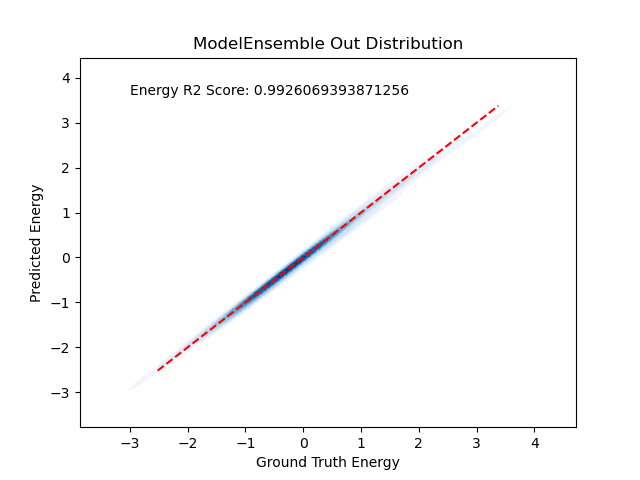 ModelEnsemble Out Distribution
Energy R2 Score: 0.9926069393871256
4
3
2
1
0
−1
−2
−3
Predicted Energy
−3 −2 −1 0 1 2 3 4
Ground Truth Energy